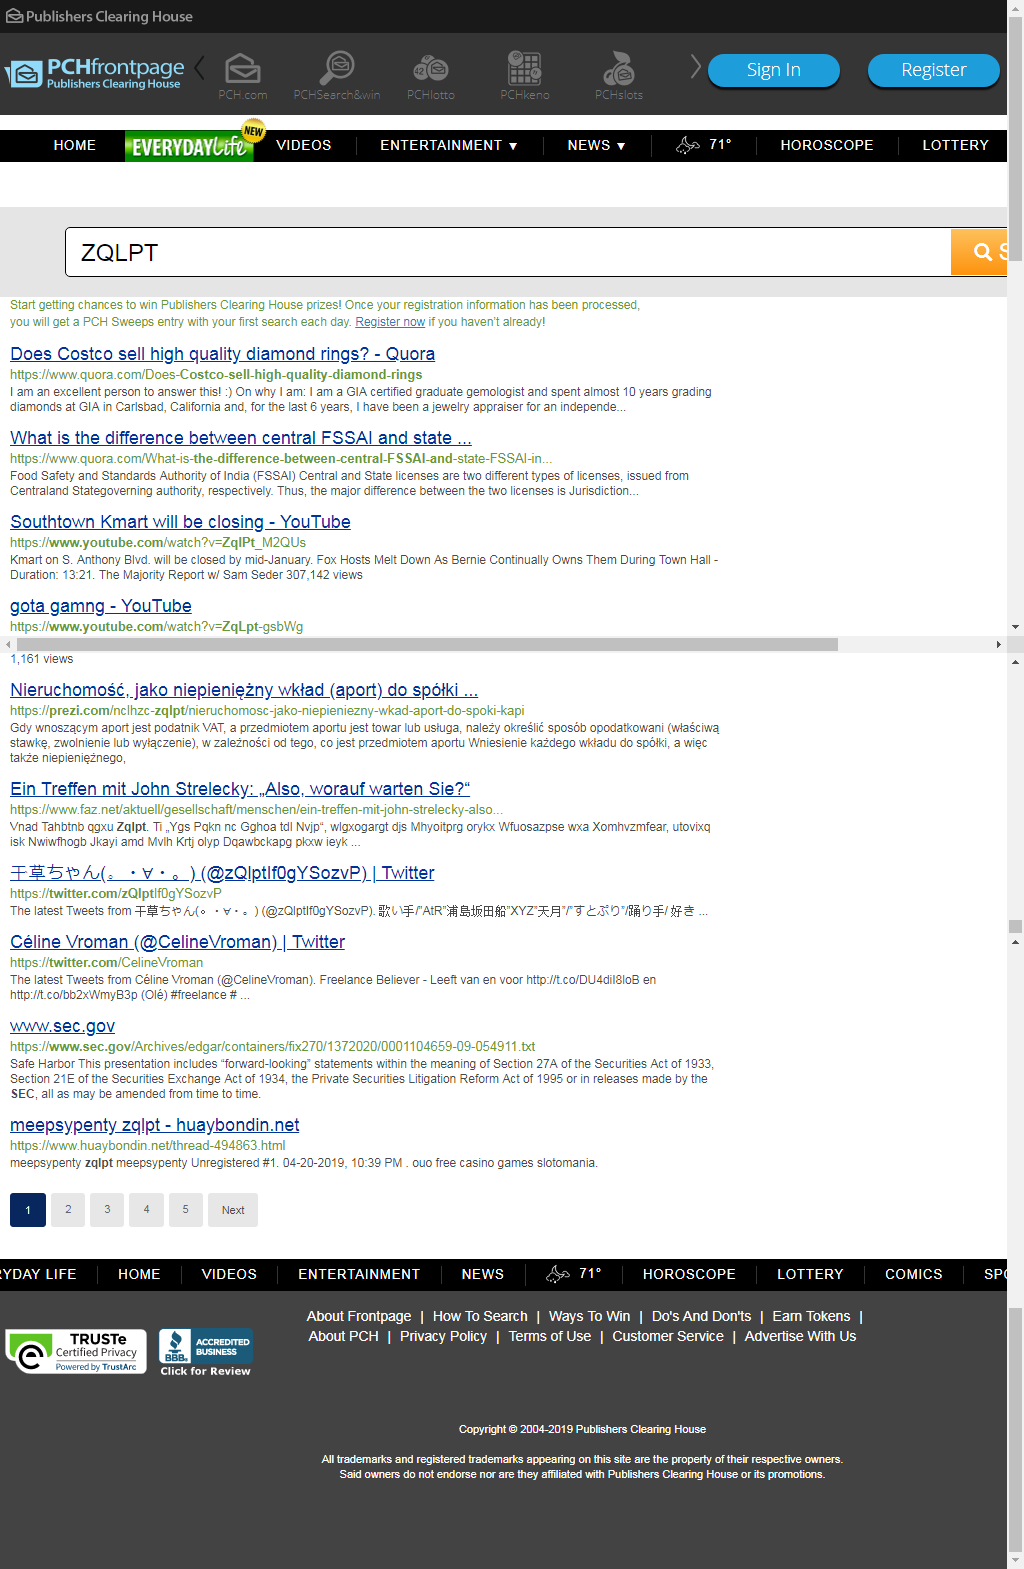 Publishers Clearing House
PCHfrontpage
Publishers Clearing House
PCH.com
PCHSearch&win
PCHlotto
PCHkeno
PCHslots
Sign In
Register
HOME
EVERYDAY Life
NEW
VIDEOS
ENTERTAINMENT ▼
NEWS ▼
71°
HOROSCOPE
LOTTERY
ZQLPT
S
Start getting chances to win Publishers Clearing House prizes! Once your registration information has been processed,
you will get a PCH Sweeps entry with your first search each day. Register now if you haven't already!
Does Costco sell high quality diamond rings? - Quora
https://www.quora.com/Does-Costco-sell-high-quality-diamond-rings
I am an excellent person to answer this! :) On why I am: I am a GIA certified graduate gemologist and spent almost 10 years grading
diamonds at GIA in Carlsbad, California and, for the last 6 years, I have been a jewelry appraiser for an independe...
What is the difference between central FSSAI and state ...
https://www.quora.com/What-is-the-difference-between-central-FSSAI-and-state-FSSAI-in...
Food Safety and Standards Authority of India (FSSAI) Central and State licenses are two different types of licenses, issued from
Centraland Stategoverning authority, respectively. Thus, the major difference between the two licenses is Jurisdiction...
Southtown Kmart will be closing - YouTube
https://www.youtube.com/watch?v=ZqlPt_M2QUs
Kmart on S. Anthony Blvd. will be closed by mid-January. Fox Hosts Melt Down As Bernie Continually Owns Them During Town Hall -
Duration: 13:21. The Majority Report w/ Sam Seder 307,142 views
gota gamng - YouTube
https://www.youtube.com/watch?v=ZqLpt-gsbWg
1,161 views
Nieruchomość, jako niepieniężny wkład (aport) do spółki ...
https://prezi.com/nclhzc-zqlpt/nieruchomosc-jako-niepieniezny-wkad-aport-do-spoki-kapi
Gdy wnoszącym aport jest podatnik VAT, a przedmiotem aportu jest towar lub usługa, należy określić sposób opodatkowani (właściwą
stawkę, zwolnienie lub wyłączenie), w zależności od tego, co jest przedmiotem aportu Wniesienie każdego wkładu do spółki, a więc
także niepieniężnego,
Ein Treffen mit John Strelecky: „Also, worauf warten Sie?“
https://www.faz.net/aktuell/gesellschaft/menschen/ein-treffen-mit-john-strelecky-also...
Vnad Tahbtnb qgxu Zqlpt. Ti „Ygs Pqkn nc Gghoa tdl Nvjp“, wlgxogargt djs Mhyoitprg orykx Wfuosazpse wxa Xomhvzmfear, utovixq
isk Nwiwfhogb Jkayi amd Mvlh Krtj olyp Dqawbckapg pkxw ieyk ...
干草ちゃん(。・∀・。) (@zQlptIf0gYSozvP) | Twitter
https://twitter.com/zQlptIf0gYSozvP
The latest Tweets from 干草ちゃん(。・∀・。) (@zQlptIf0gYSozvP). 歌い手/"AtR"浦島坂田船"XYZ"天月"/"すとぷり"/踊り手/ 好き ...
Céline Vroman (@CelineVroman) | Twitter
https://twitter.com/CelineVroman
The latest Tweets from Céline Vroman (@CelineVroman). Freelance Believer - Leeft van en voor http://t.co/DU4diI8loB en
http://t.co/bb2xWmyB3p (Olé) #freelance # ...
www.sec.gov
https://www.sec.gov/Archives/edgar/containers/fix270/1372020/0001104659-09-054911.txt
Safe Harbor This presentation includes “forward-looking” statements within the meaning of Section 27A of the Securities Act of 1933,
Section 21E of the Securities Exchange Act of 1934, the Private Securities Litigation Reform Act of 1995 or in releases made by the
SEC, all as may be amended from time to time.
meepsypenty zqlpt - huaybondin.net
https://www.huaybondin.net/thread-494863.html
meepsypenty zqlpt meepsypenty Unregistered #1. 04-20-2019, 10:39 PM . ouo free casino games slotomania.
1 2 3 4 5 Next
RYDAY LIFE
HOME
VIDEOS
ENTERTAINMENT
NEWS
71°
HOROSCOPE
LOTTERY
COMICS
SPO
About Frontpage | How To Search | Ways To Win | Do's And Don'ts | Earn Tokens |
About PCH | Privacy Policy | Terms of Use | Customer Service | Advertise With Us
TRUSTe
Certified Privacy
Powered by TrustArc
BBB
ACCREDITED
BUSINESS
Click for Review
Copyright © 2004-2019 Publishers Clearing House
All trademarks and registered trademarks appearing on this site are the property of their respective owners.
Said owners do not endorse nor are they affiliated with Publishers Clearing House or its promotions.